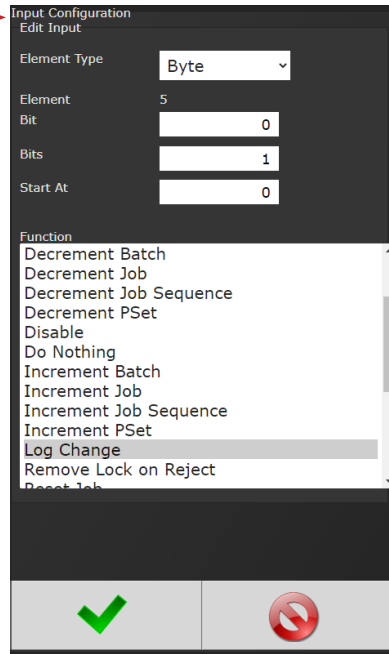 Input Configuration
Edit Input
Element Type
Byte
Element 5
Bit 0
Bits 1
Start At 0
Function
Decrement Batch
Decrement Job
Decrement Job Sequence
Decrement PSet
Disable
Do Nothing
Increment Batch
Increment Job
Increment Job Sequence
Increment PSet
Log Change
Remove Lock on Reject
Reset Job